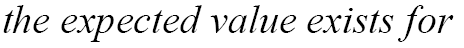 the expected value exists for